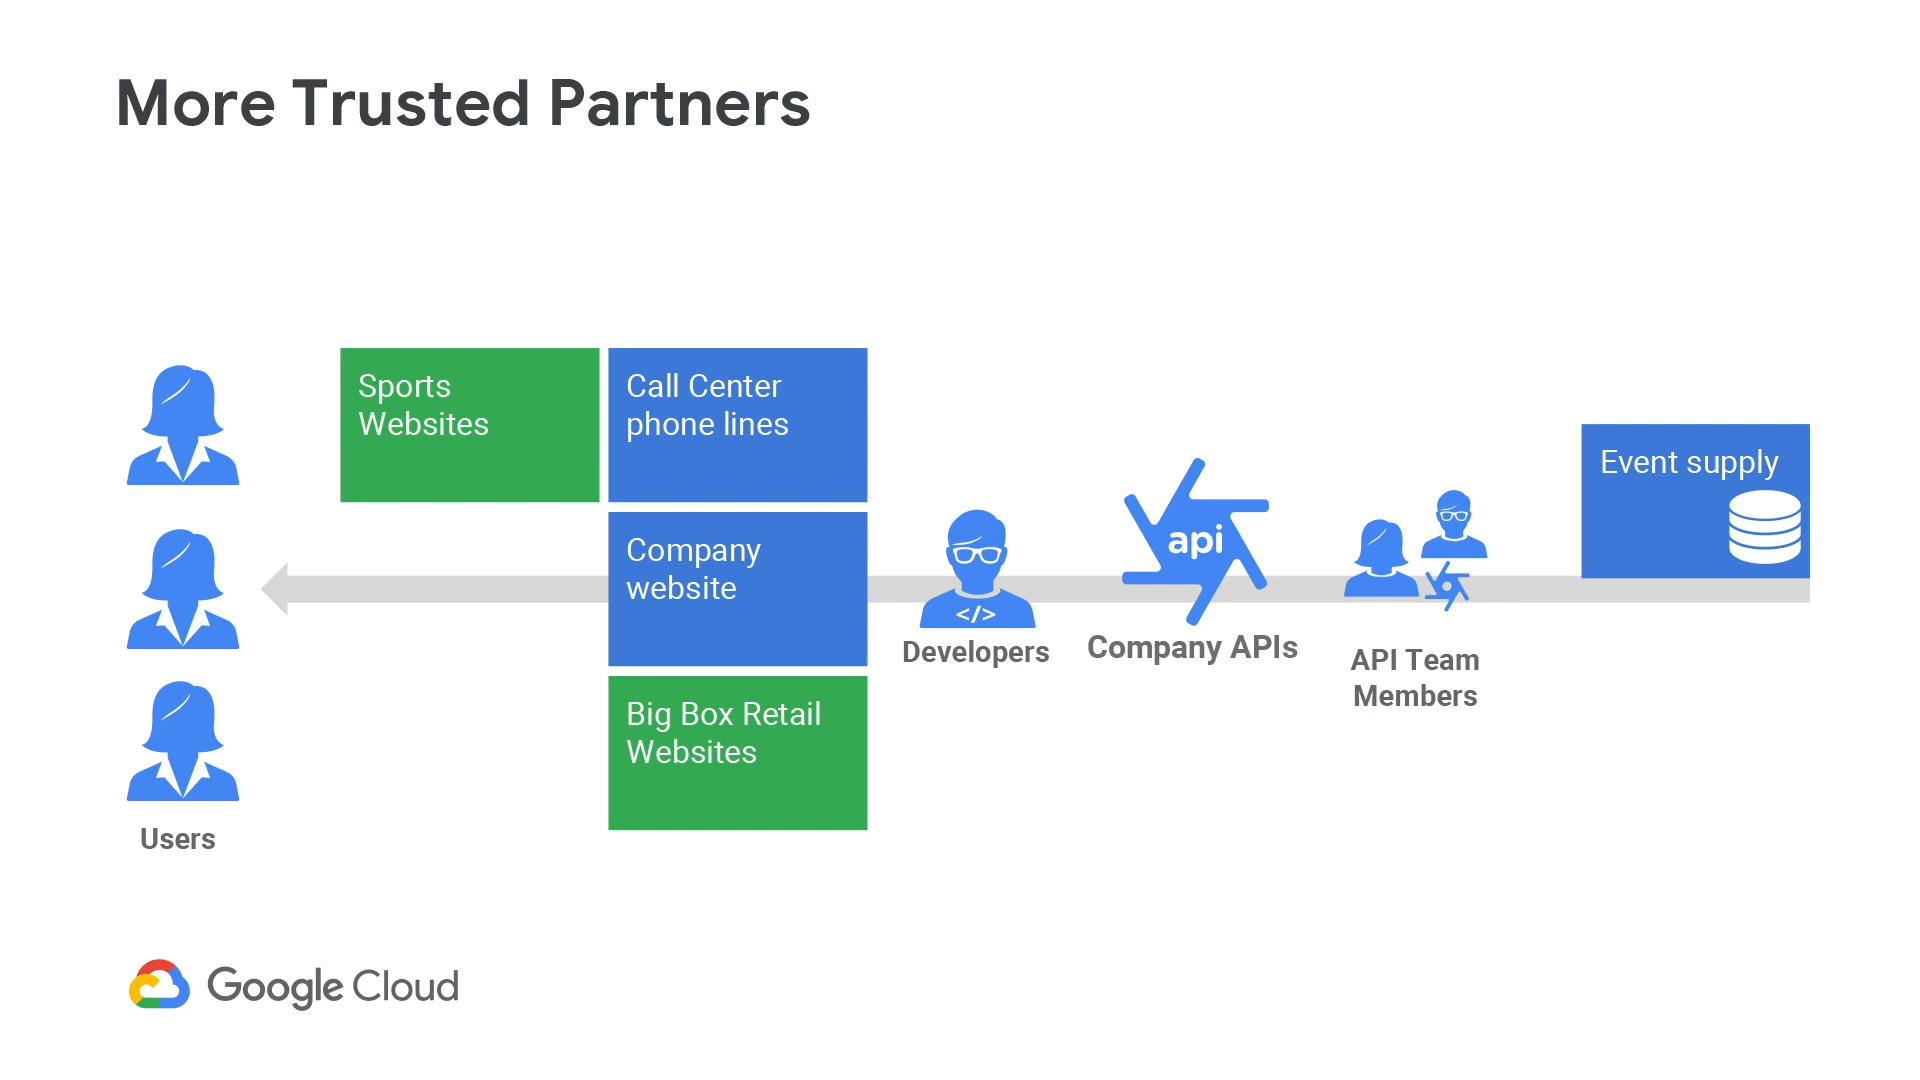 More Trusted Partners
Sports
Websites
Call Center
phone lines
Company
website
Big Box Retail
Websites
Event supply
api
</>
Developers
Company APIs
API Team
Members
Users
Google Cloud